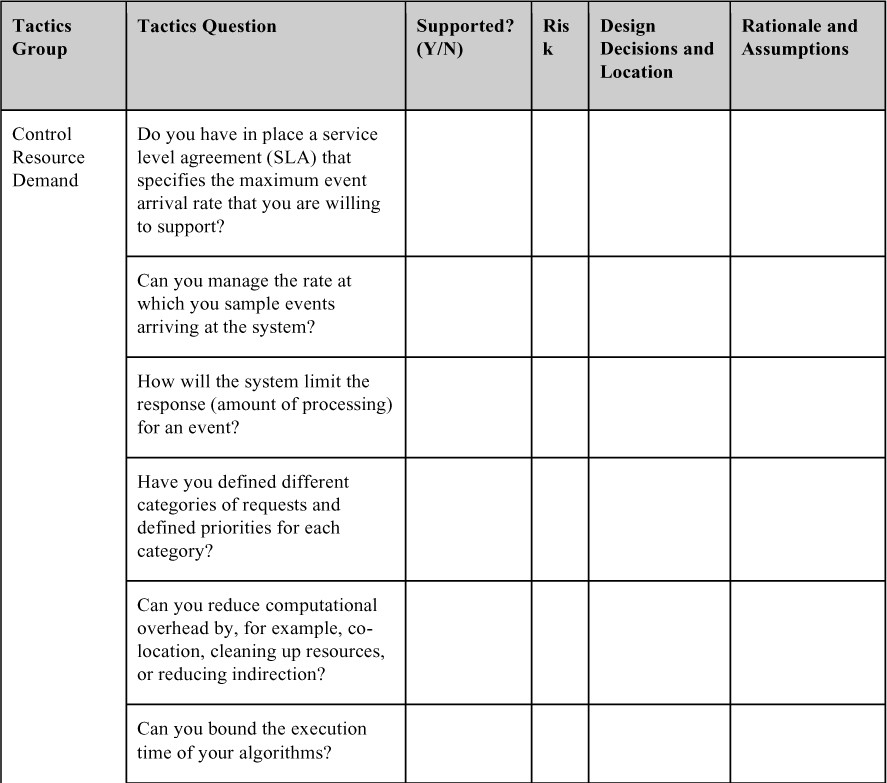 Tactics Group
Tactics Question
Supported? (Y/N)
Ris
k
Design Decisions and Location
Rationale and Assumptions
Control
Resource
Demand
Do you have in place a service
level agreement (SLA) that
specifies the maximum event
arrival rate that you are willing
to support?
Can you manage the rate at
which you sample events
arriving at the system?
How will the system limit the
response (amount of processing)
for an event?
Have you defined different
categories of requests and
defined priorities for each
category?
Can you reduce computational
overhead by, for example, co-
location, cleaning up resources,
or reducing indirection?
Can you bound the execution
time of your algorithms?